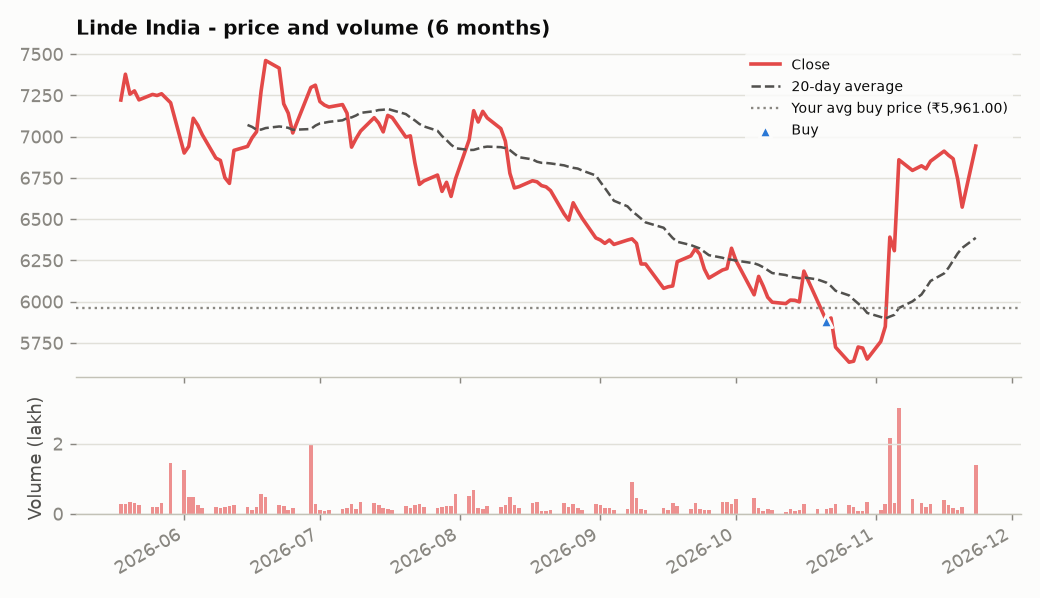 Linde India - price and volume (6 months)
7500
7250
7000
6750
6500
6250
6000
5750
Close
20-day average
Your avg buy price (₹5,961.00)
Buy
Volume (lakh)
2
0
2026-06
2026-07
2026-08
2026-09
2026-10
2026-11
2026-12